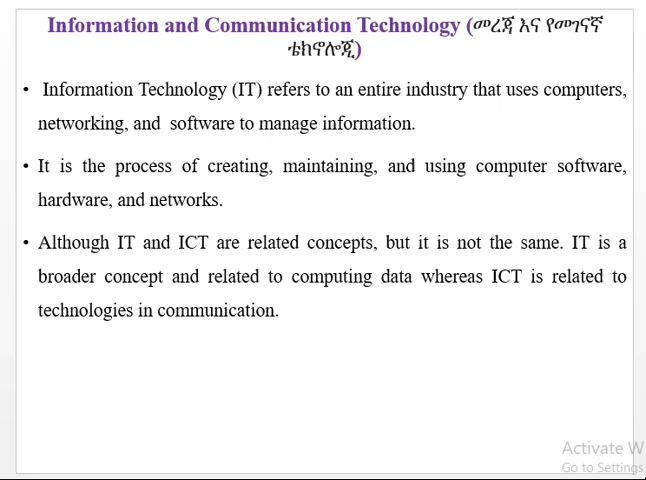 Information and Communication Technology (መረጃ እና የመገናኛ
ቴክኖሎጂ)
• Information Technology (IT) refers to an entire industry that uses computers,
networking, and software to manage information.
• It is the process of creating, maintaining, and using computer software,
hardware, and networks.
• Although IT and ICT are related concepts, but it is not the same. IT is a
broader concept and related to computing data whereas ICT is related to
technologies in communication.
Activate W
Go to Settings